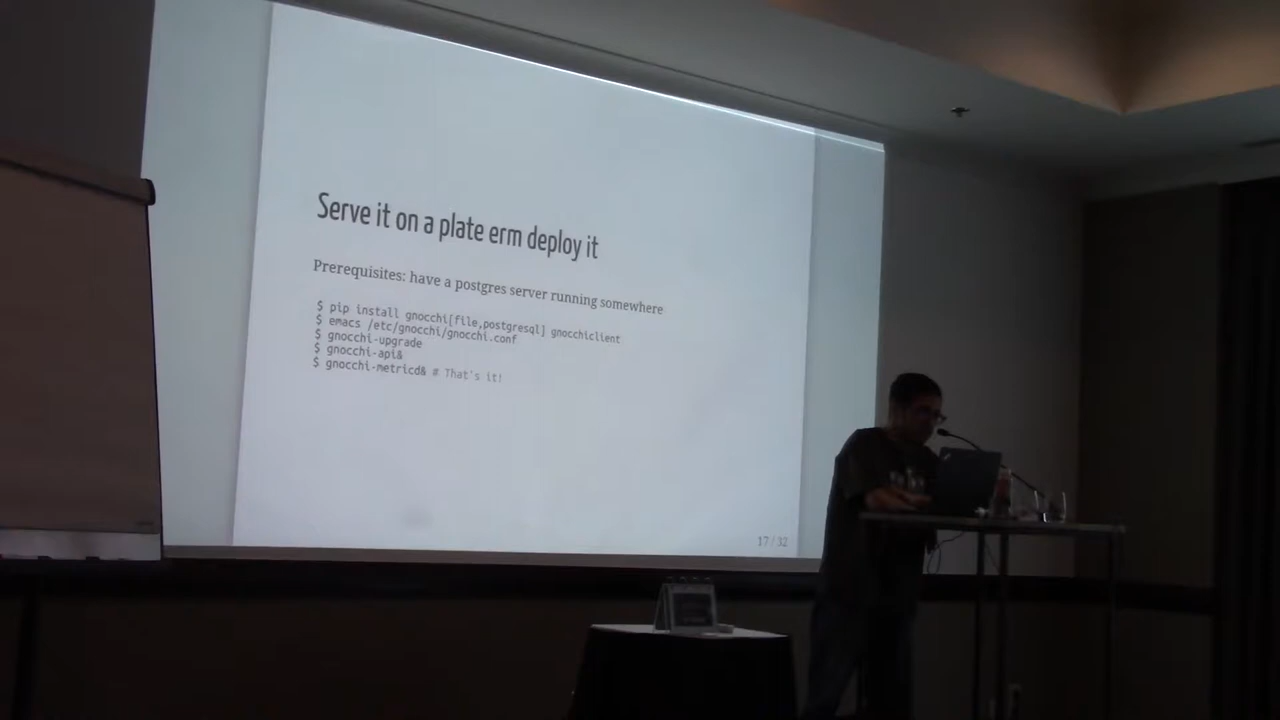 Serve it on a plate erm deploy it
Prerequisites: have a postgres server running somewhere
$ pip install gnocchi[file,postgresql] gnocchiclient
$ emacs /etc/gnocchi/gnocchi.conf
$ gnocchi-upgrade
$ gnocchi-api&
$ gnocchi-metricd& # That's it!
17 / 32